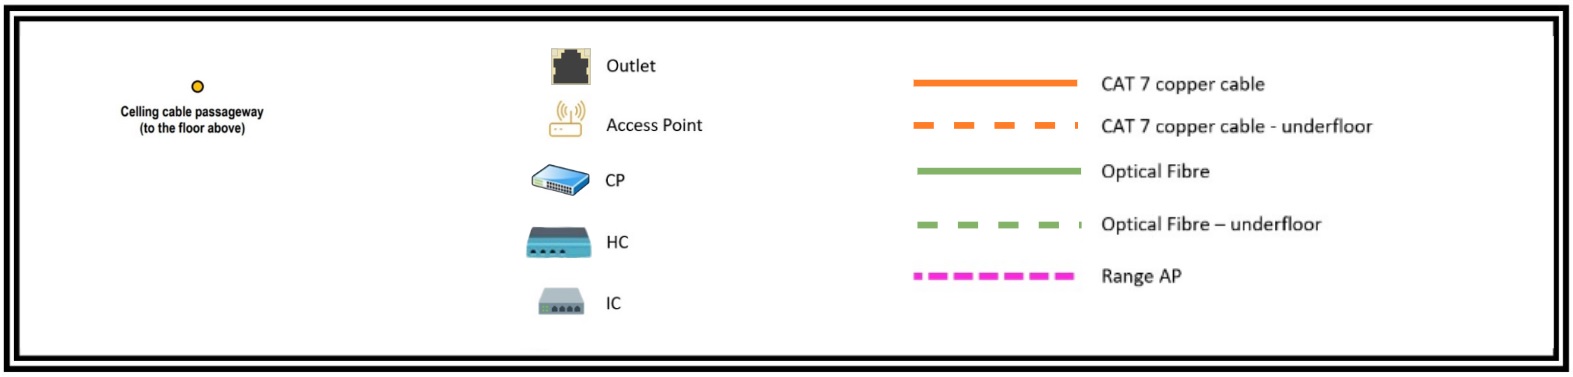 Celling cable passageway
(to the floor above)
Outlet
Access Point
CP
HC
IC
CAT 7 copper cable
CAT 7 copper cable - underfloor
Optical Fibre
Optical Fibre – underfloor
Range AP